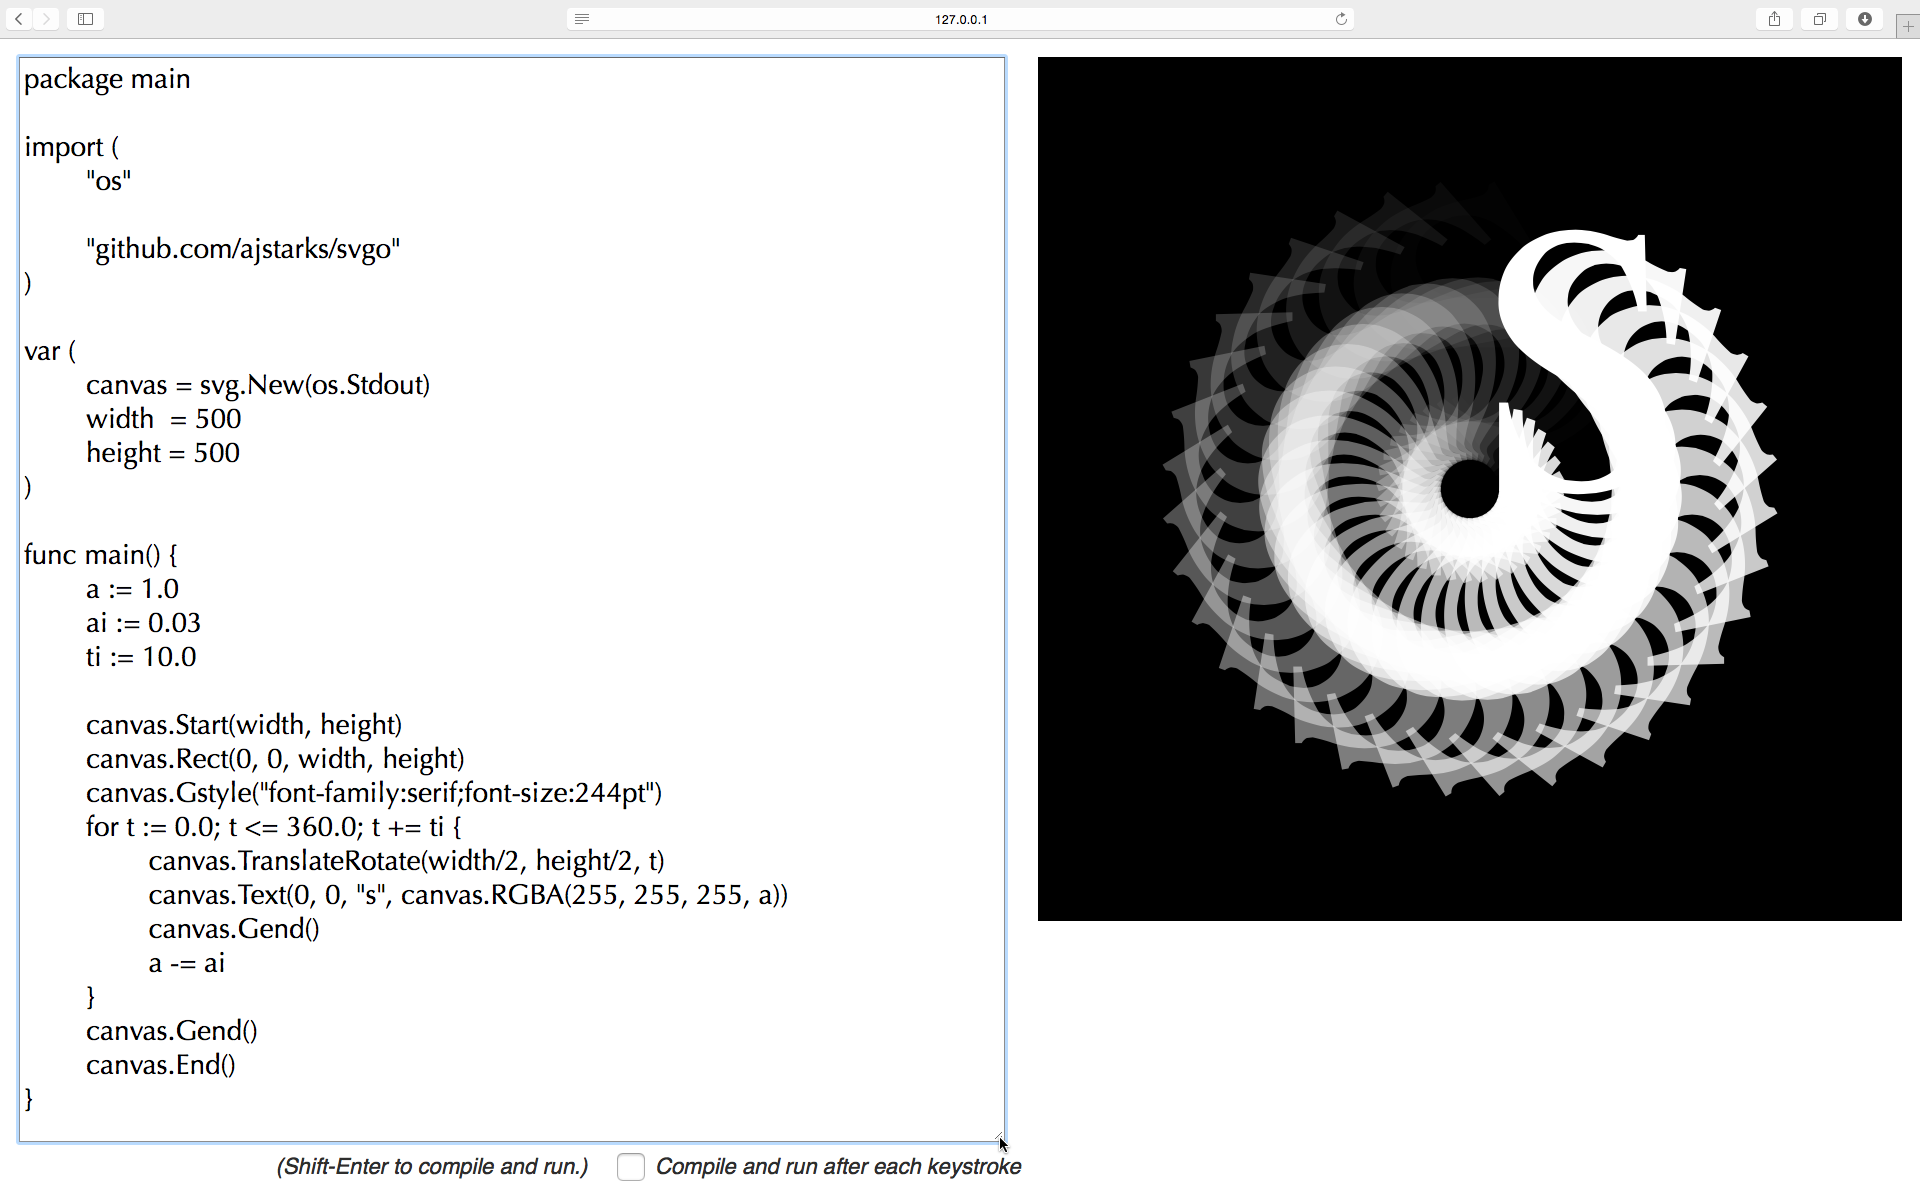 127.0.0.1
package main
import (
"os"
"github.com/ajstarks/svgo"
)
var (
canvas = svg.New(os.Stdout)
width  = 500
height = 500
)
func main() {
a := 1.0
ai := 0.03
ti := 10.0
canvas.Start(width, height)
canvas.Rect(0, 0, width, height)
canvas.Gstyle("font-family:serif;font-size:244pt")
for t := 0.0; t <= 360.0; t += ti {
canvas.TranslateRotate(width/2, height/2, t)
canvas.Text(0, 0, "s", canvas.RGBA(255, 255, 255, a))
canvas.Gend()
a -= ai
}
canvas.Gend()
canvas.End()
}
(Shift-Enter to compile and run.) Compile and run after each keystroke
s